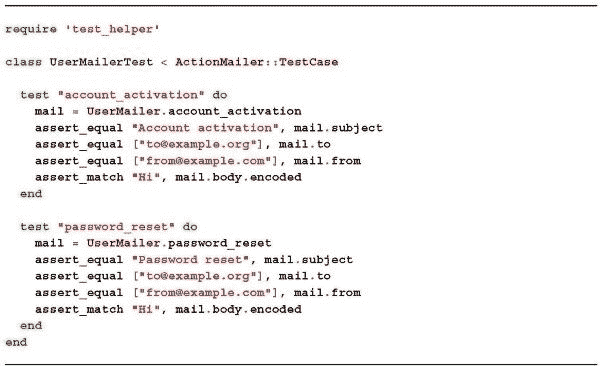 require 'test_helper'
class UserMailerTest < ActionMailer::TestCase
test "account_activation" do
mail = UserMailer.account_activation
assert_equal "Account activation", mail.subject
assert_equal ["to@example.org"], mail.to
assert_equal ["from@example.com"], mail.from
assert_match "Hi", mail.body.encoded
end
test "password_reset" do
mail = UserMailer.password_reset
assert_equal "Password reset", mail.subject
assert_equal ["to@example.org"], mail.to
assert_equal ["from@example.com"], mail.from
assert_match "Hi", mail.body.encoded
end
end